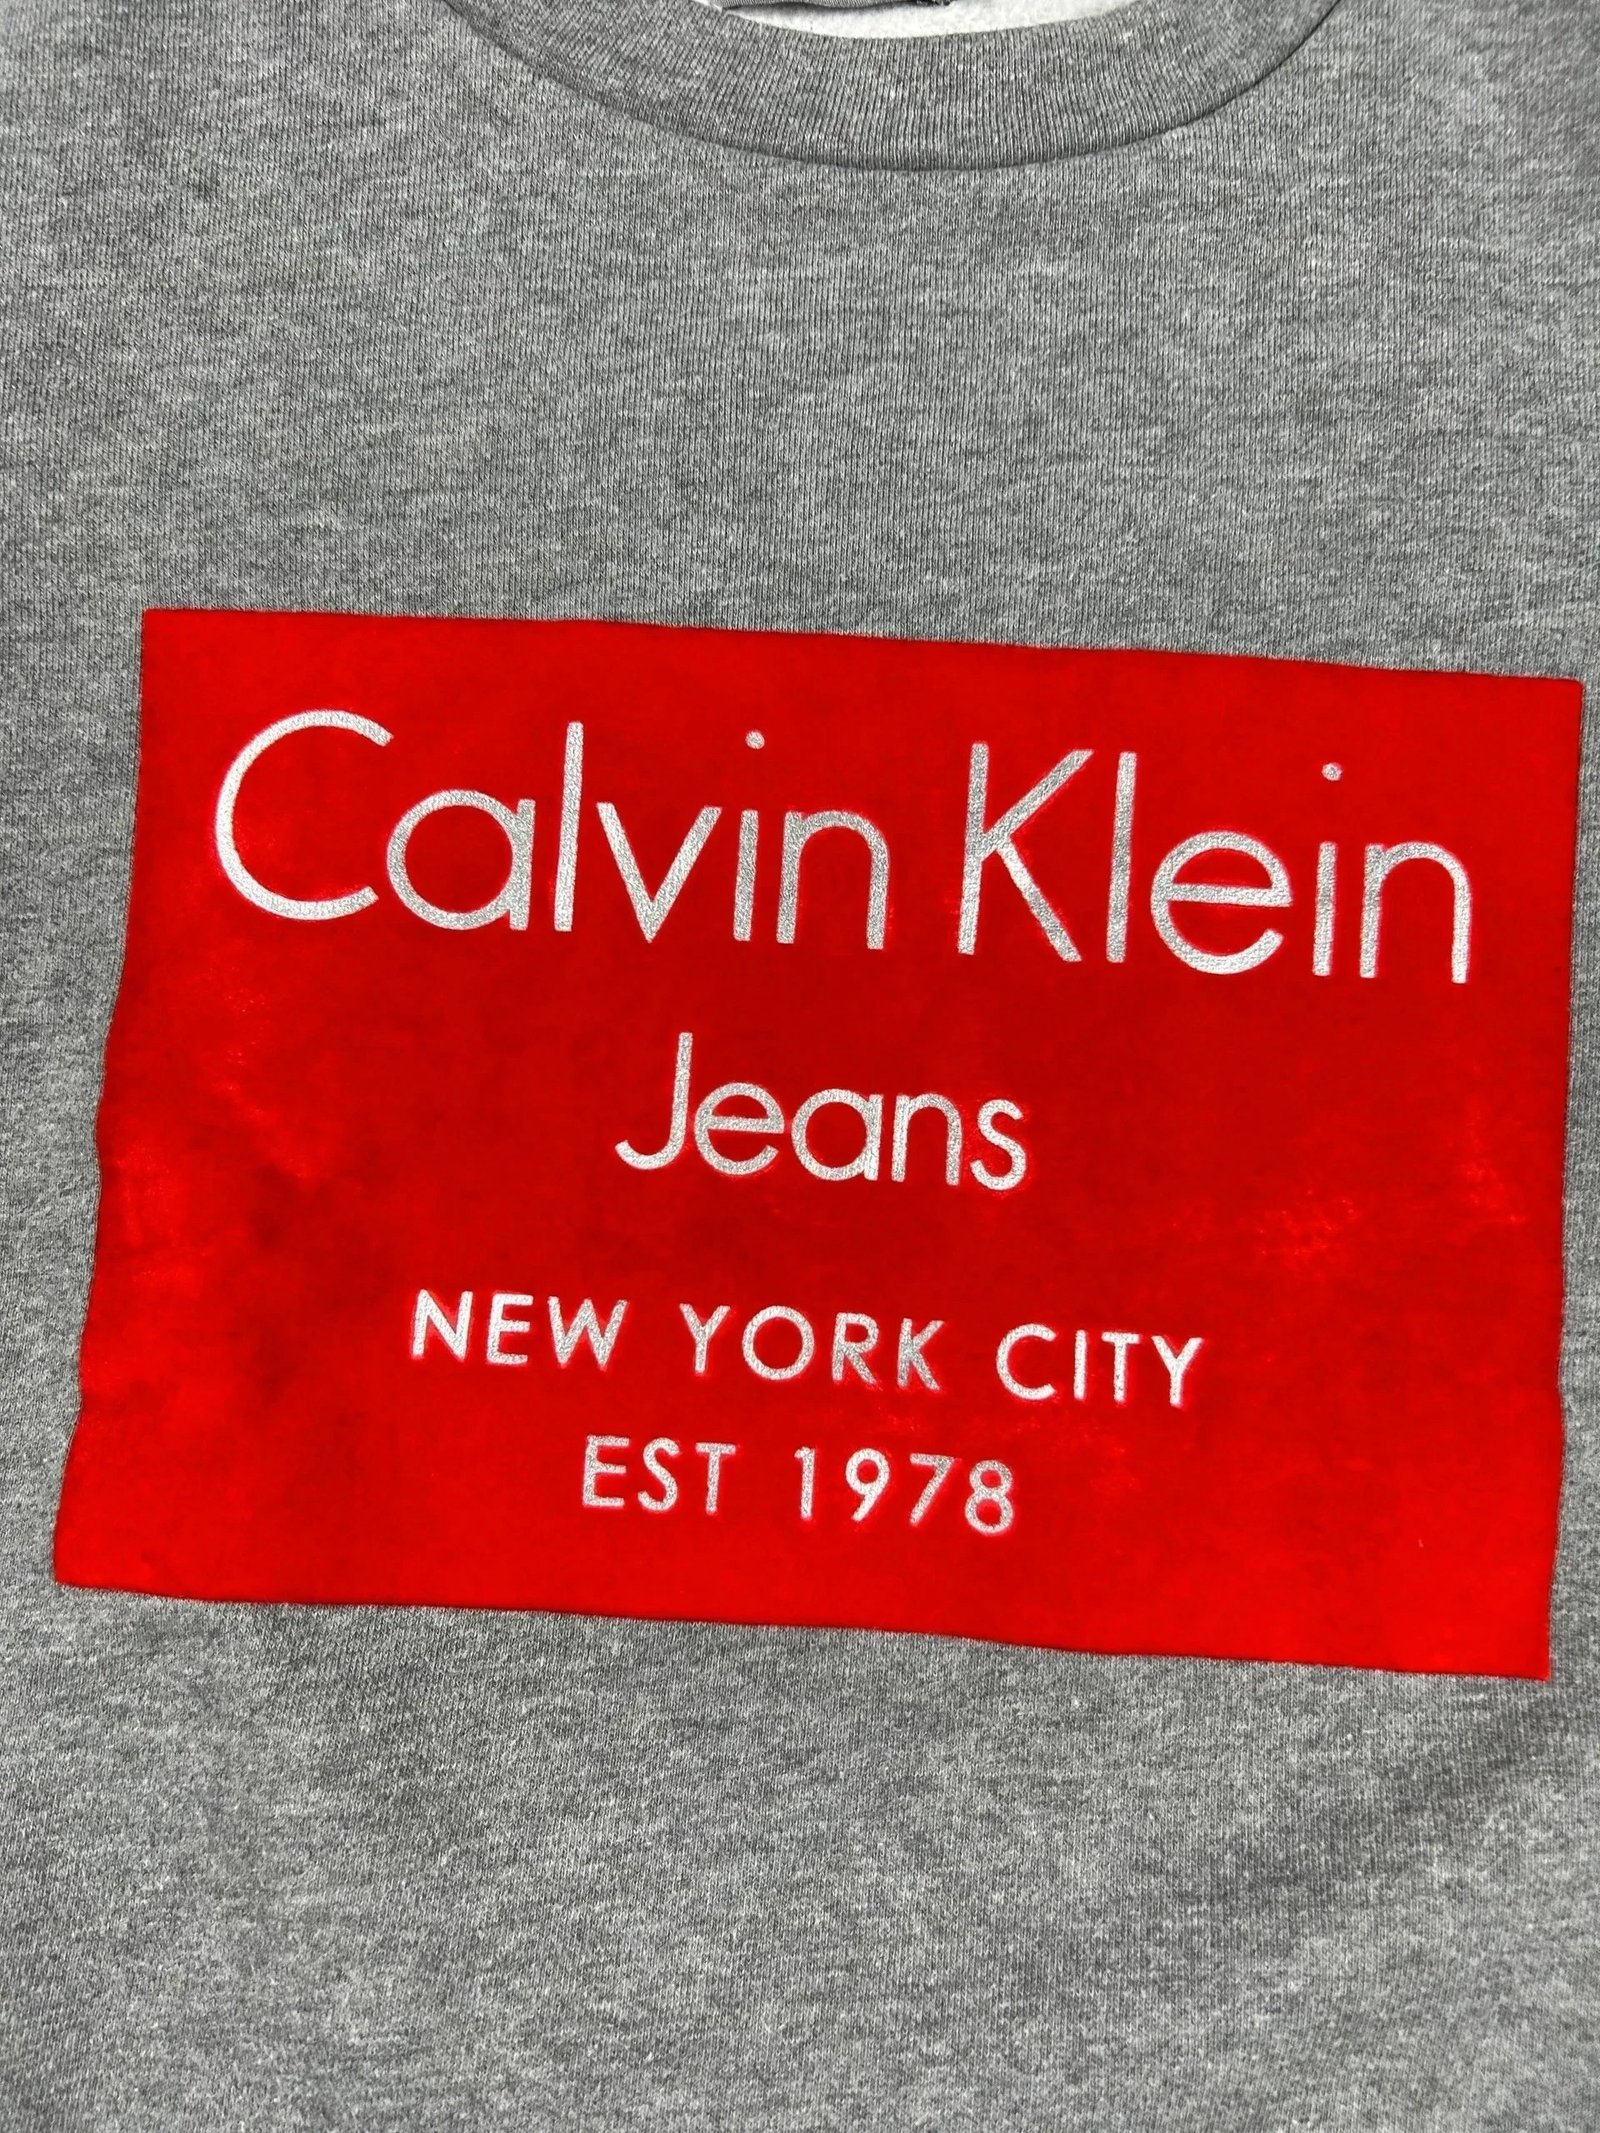 Calvin Klein
Jeans
NEW YORK CITY
EST 1978